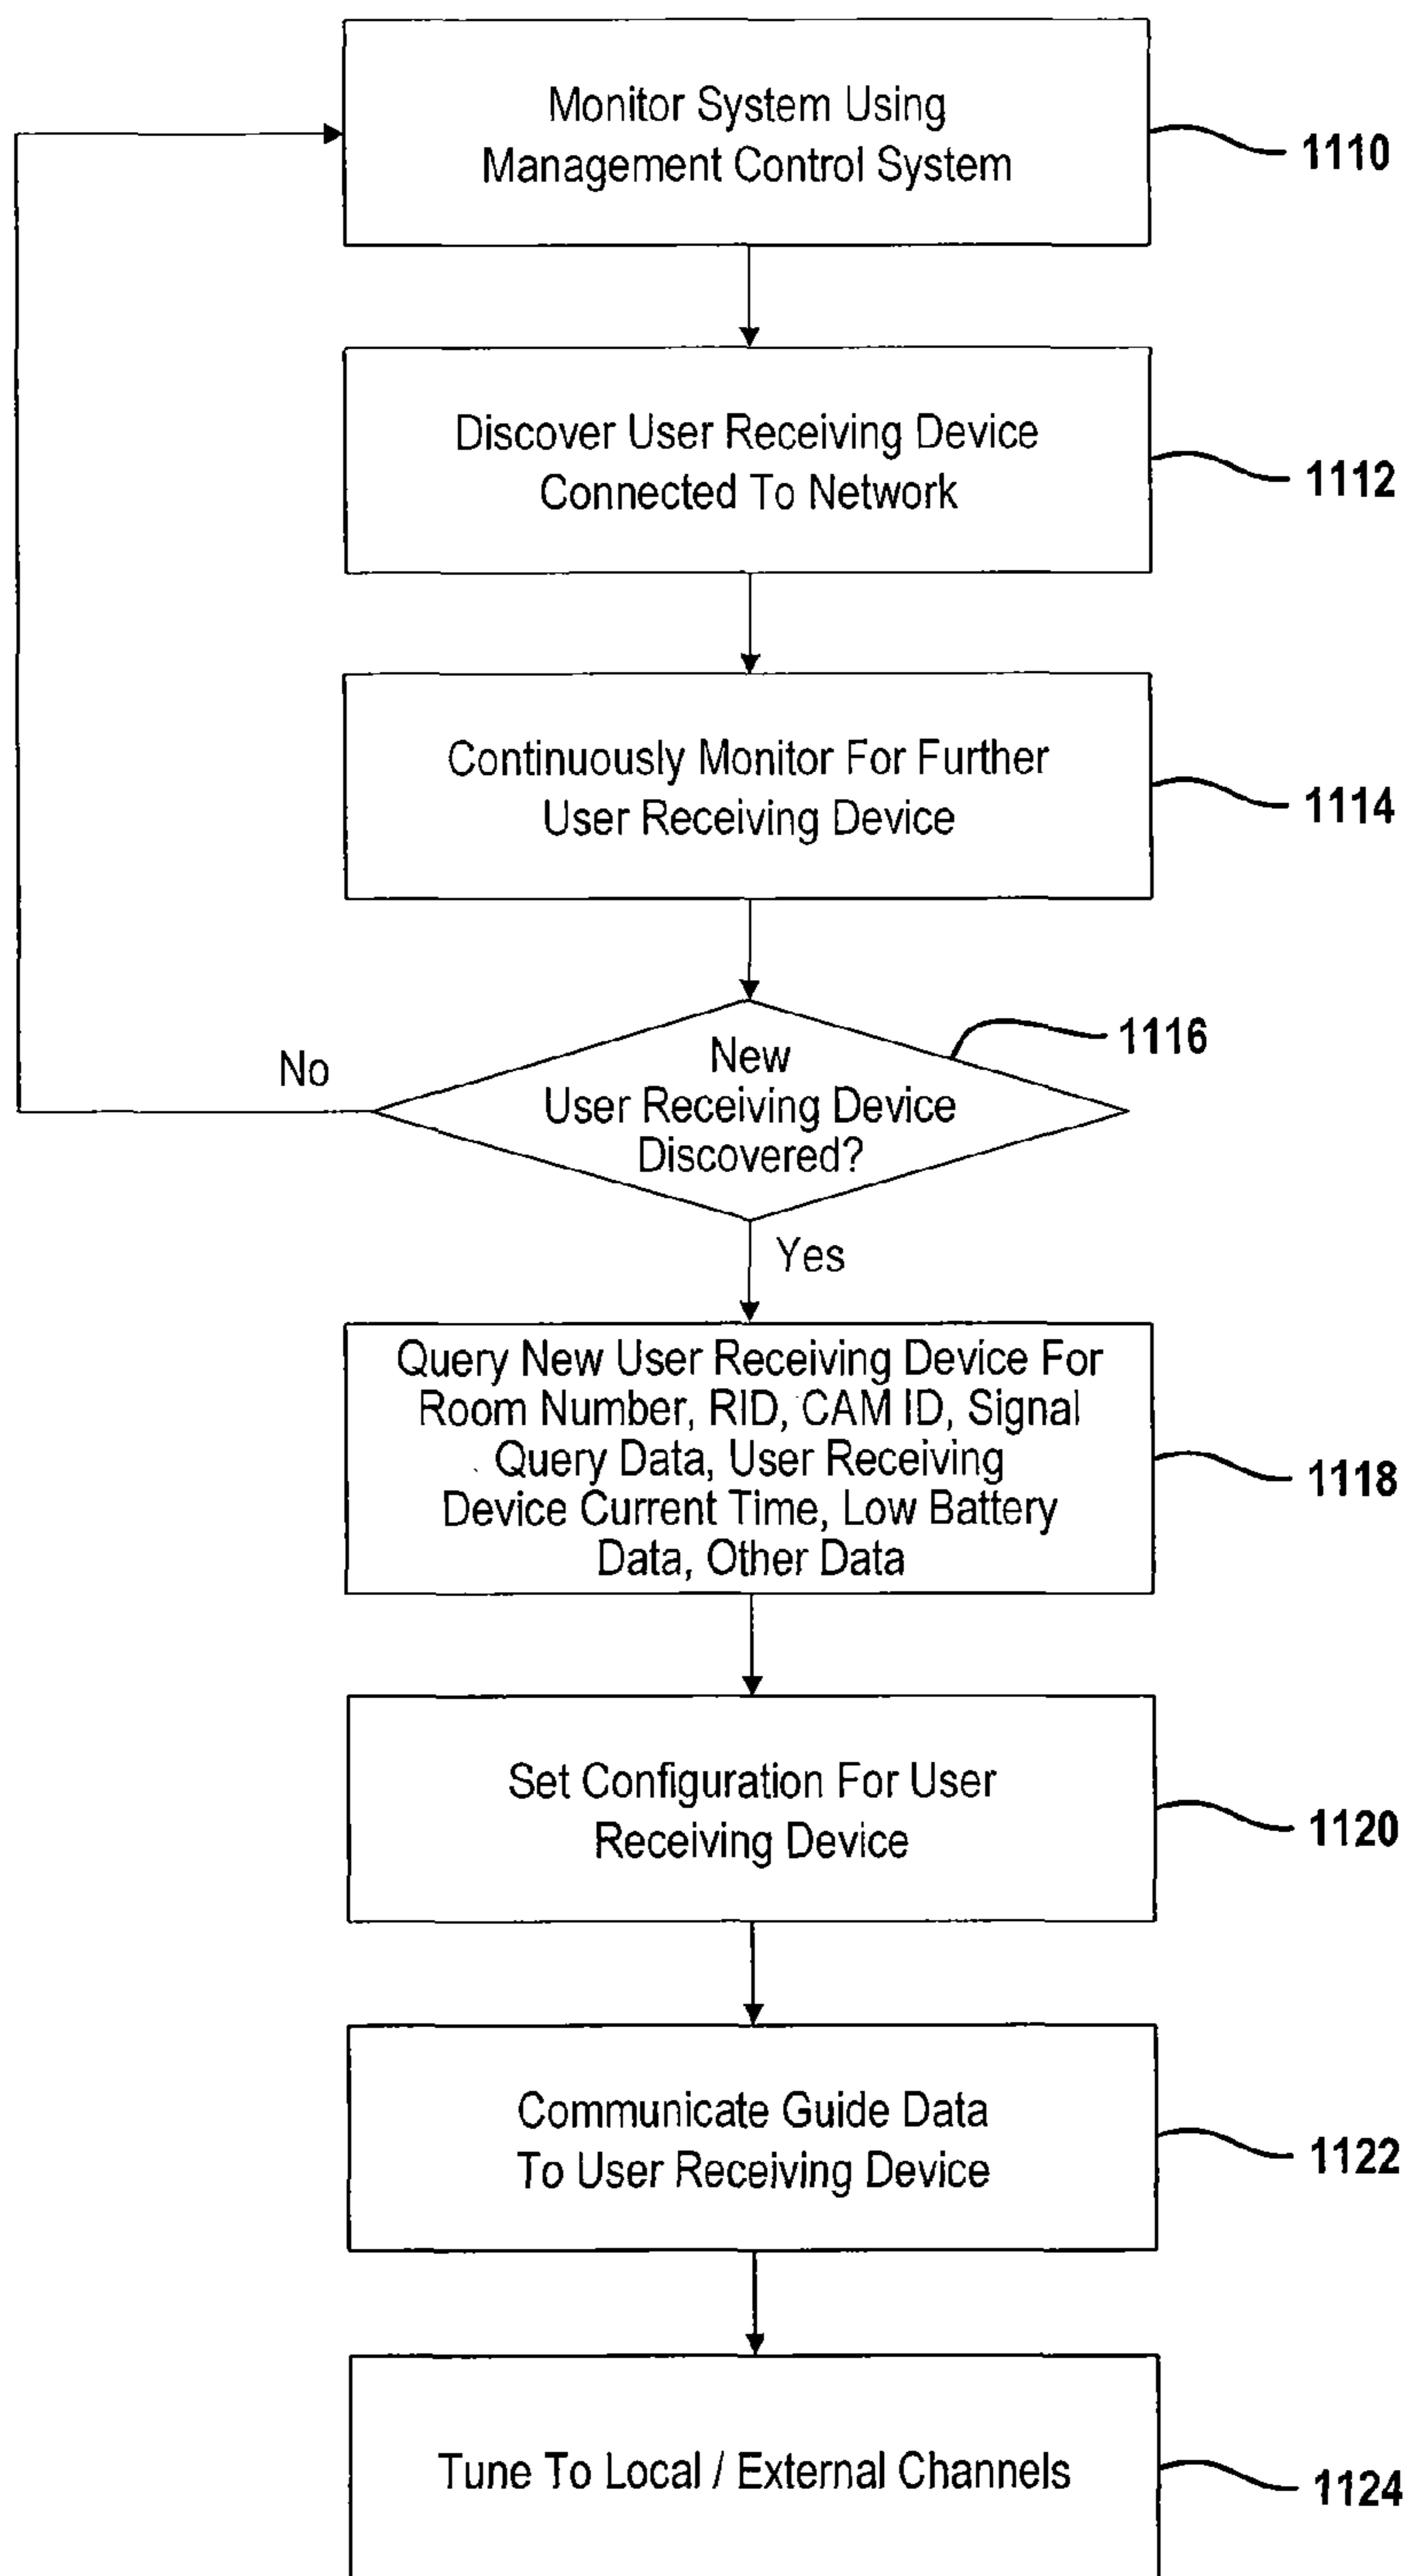 Monitor System Using
Management Control System
1110
Discover User Receiving Device
Connected To Network
1112
Continuously Monitor For Further
User Receiving Device
1114
No
New
User Receiving Device
Discovered?
1116
Yes
Query New User Receiving Device For
Room Number, RID, CAM ID, Signal
Query Data, User Receiving
Device Current Time, Low Battery
Data, Other Data
1118
Set Configuration For User
Receiving Device
1120
Communicate Guide Data
To User Receiving Device
1122
Tune To Local / External Channels
1124